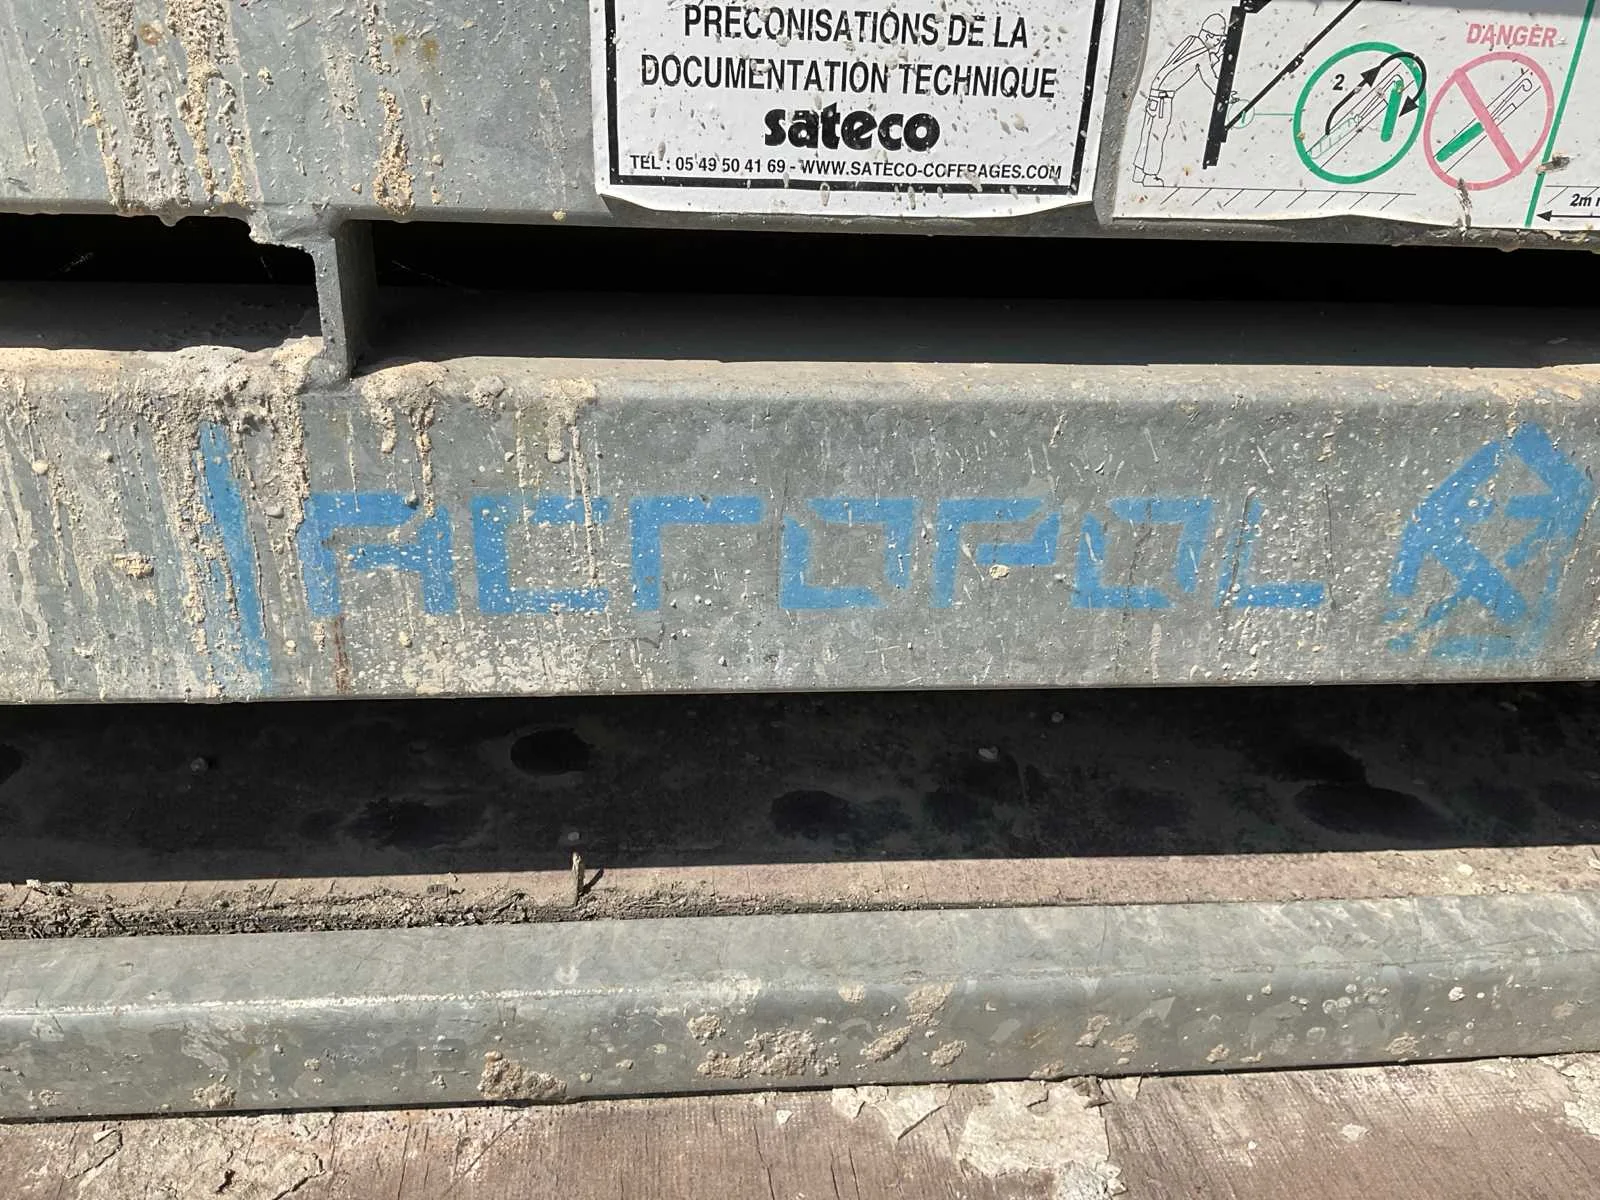 PRÉCONISATIONS DE LA
DOCUMENTATION TECHNIQUE
sateco
TEL : 05 49 50 41 69 - WWW.SATECO-COFFRAGES.COM
DANGER
2
2m
ACROPOL